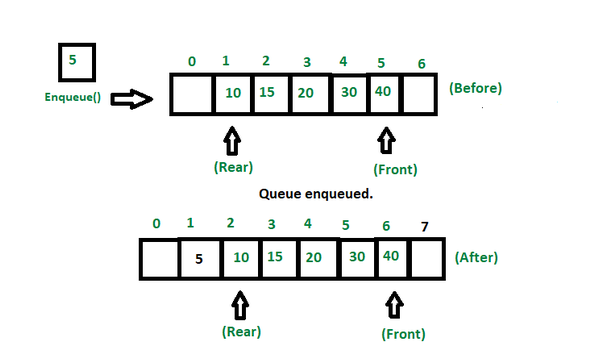 0 1 2 3 4 5 6
5
10 15 20 30 40
(Before)
Enqueue()
(Rear)
(Front)
Queue enqueued.
0 1 2 3 4 5 6 7
5 10 15 20 30 40
(After)
(Rear)
(Front)